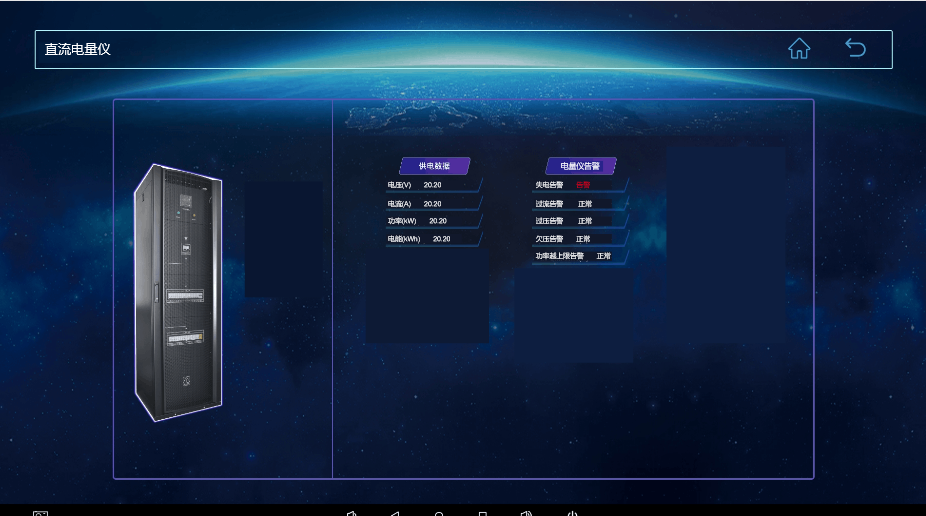 直流电量仪
供电数据
电压(V) 20.20
电流(A) 20.20
功率(kW) 20.20
电能(kWh) 20.20
电量仪告警
失电告警 告警
过流告警 正常
过压告警 正常
欠压告警 正常
功率越上限告警 正常